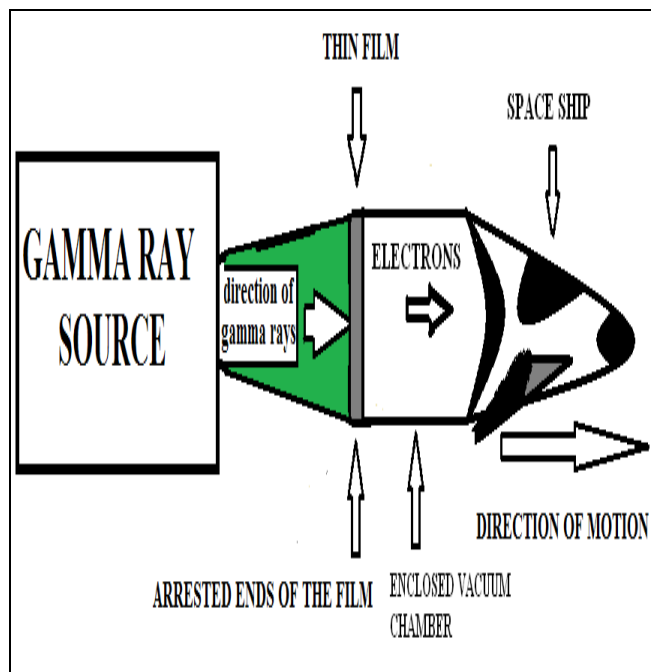 THIN FILM
SPACE SHIP
GAMMA RAY
SOURCE
direction of
gamma rays
ELECTRONS
DIRECTION OF MOTION
ARRESTED ENDS OF THE FILM
ENCLOSED VACUUM
CHAMBER